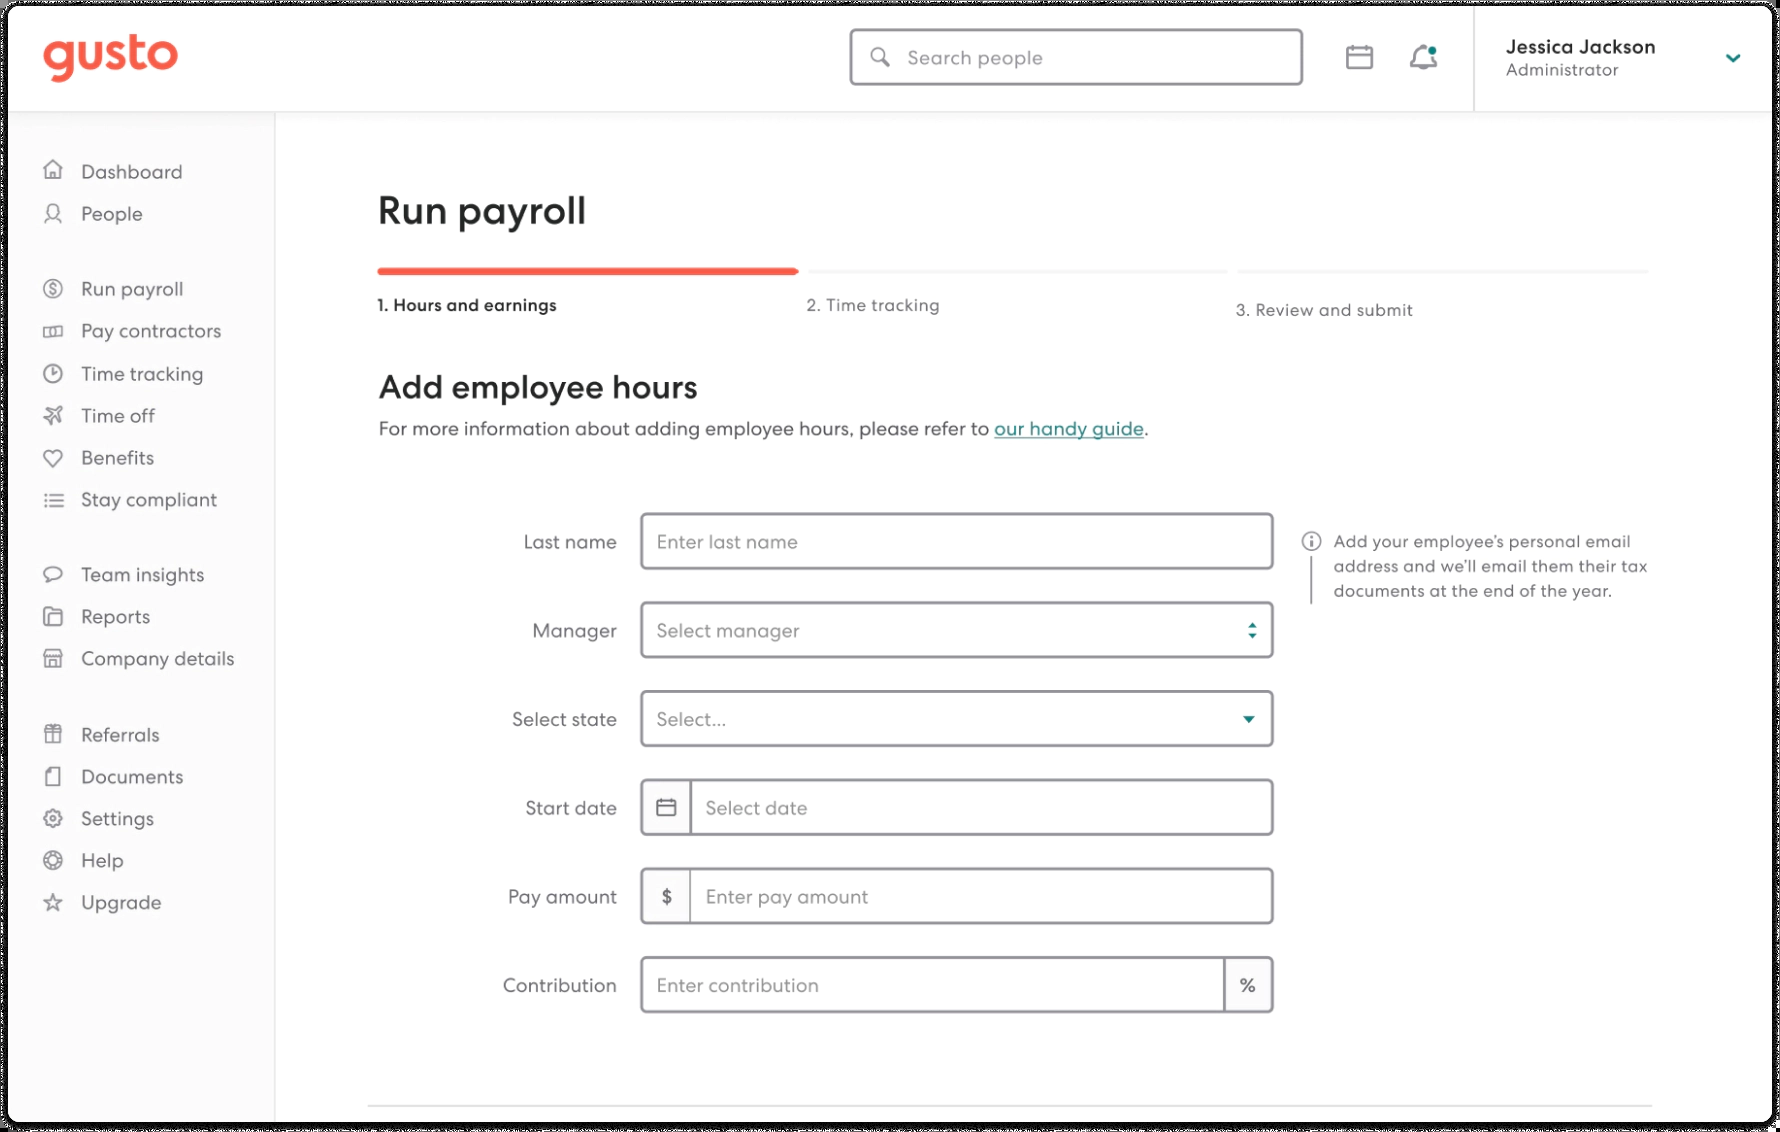 gusto
Search people
Jessica Jackson
Administrator
Dashboard
People
Run payroll
Pay contractors
Time tracking
Time off
Benefits
Stay compliant
Team insights
Reports
Company details
Referrals
Documents
Settings
Help
Upgrade
Run payroll
1. Hours and earnings
2. Time tracking
3. Review and submit
Add employee hours
For more information about adding employee hours, please refer to our handy guide.
Last name
Enter last name
Add your employee’s personal email
address and we’ll email them their tax
documents at the end of the year.
Manager
Select manager
Select state
Select...
Start date
Select date
Pay amount
$
Enter pay amount
Contribution
Enter contribution
%